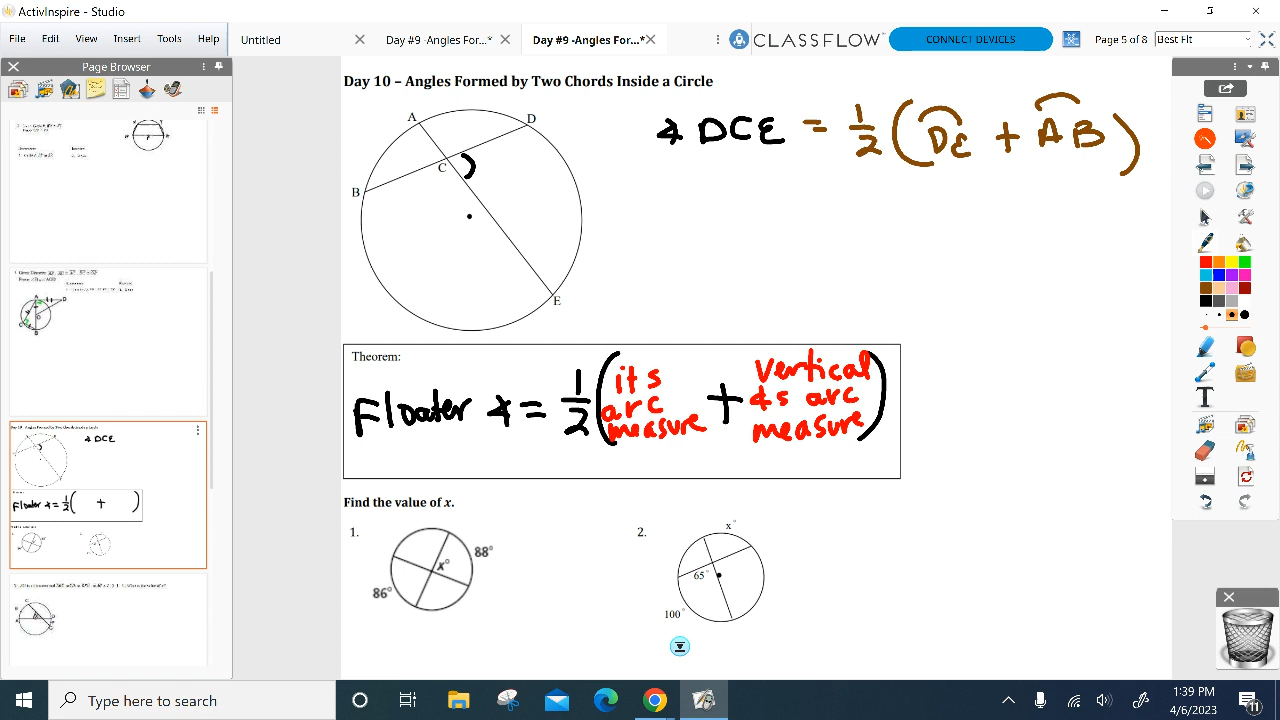 ActivInspire - Studio
File Edit View Insert Tools Help
Untitled
Day #9 -Angles For...*
Day #9 -Angles For...*
CLASSFLOW
CONNECT DEVICES
Page 5 of 8
Best Fit
Page Browser
Day 10 – Angles Formed by Two Chords Inside a Circle
A
D
C
B
E
∡ DCE = 1/2 (DE + AB)
Theorem:
Floater ∡ = 1/2 (its arc measure + vertical ∡s arc measure)
Find the value of x.
1.
88°
x°
86°
2.
x°
65°
100°
Type here to search
1:39 PM
4/6/2023
11